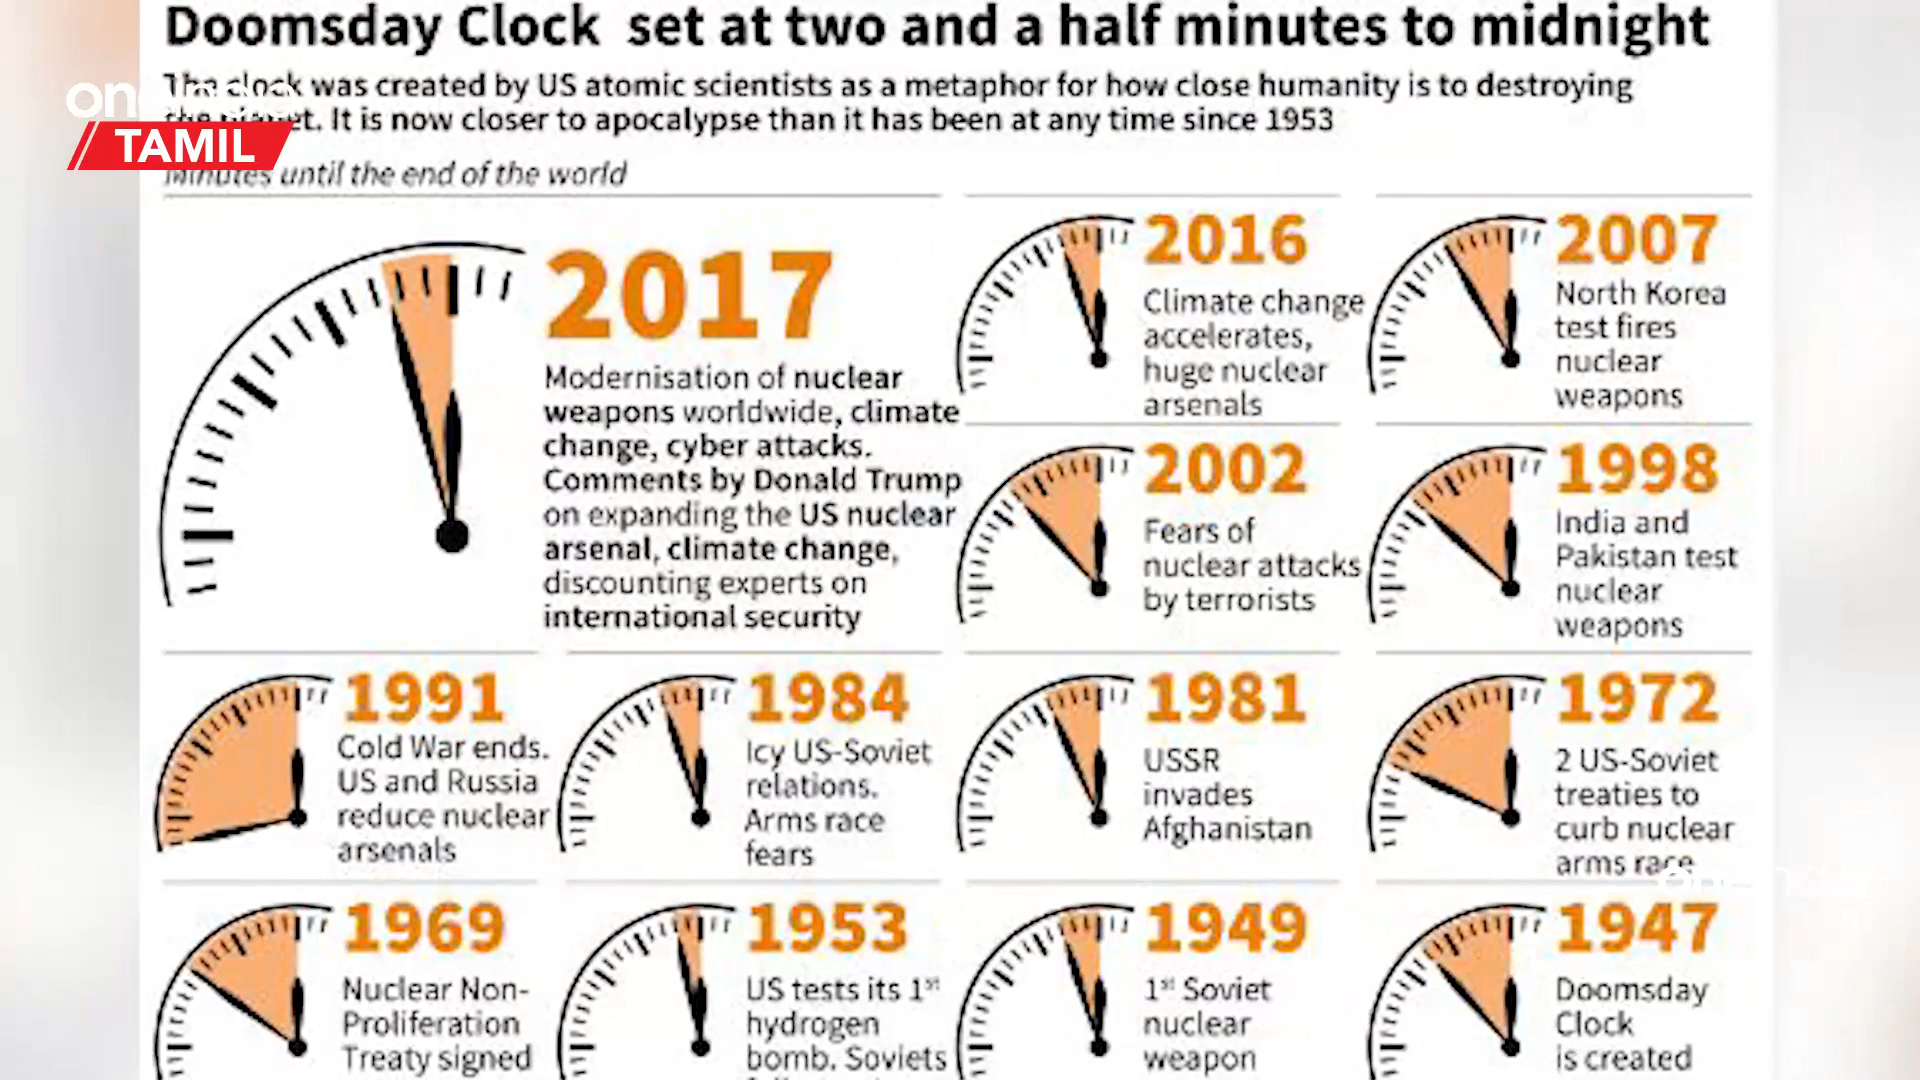 Doomsday Clock set at two and a half minutes to midnight
The clock was created by US atomic scientists as a metaphor for how close humanity is to destroying
the planet. It is now closer to apocalypse than it has been at any time since 1953
TAMIL
Minutes until the end of the world
2017
Modernisation of nuclear
weapons worldwide, climate
change, cyber attacks.
Comments by Donald Trump
on expanding the US nuclear
arsenal, climate change,
discounting experts on
international security
2016
Climate change
accelerates,
huge nuclear
arsenals
2007
North Korea
test fires
nuclear
weapons
2002
Fears of
nuclear attacks
by terrorists
1998
India and
Pakistan test
nuclear
weapons
1991
Cold War ends.
US and Russia
reduce nuclear
arsenals
1984
Icy US-Soviet
relations.
Arms race
fears
1981
USSR
invades
Afghanistan
1972
2 US-Soviet
treaties to
curb nuclear
arms race
1969
Nuclear Non-
Proliferation
Treaty signed
1953
US tests its 1st
hydrogen
bomb. Soviets
1949
1st Soviet
nuclear
weapon
1947
Doomsday
Clock
is created